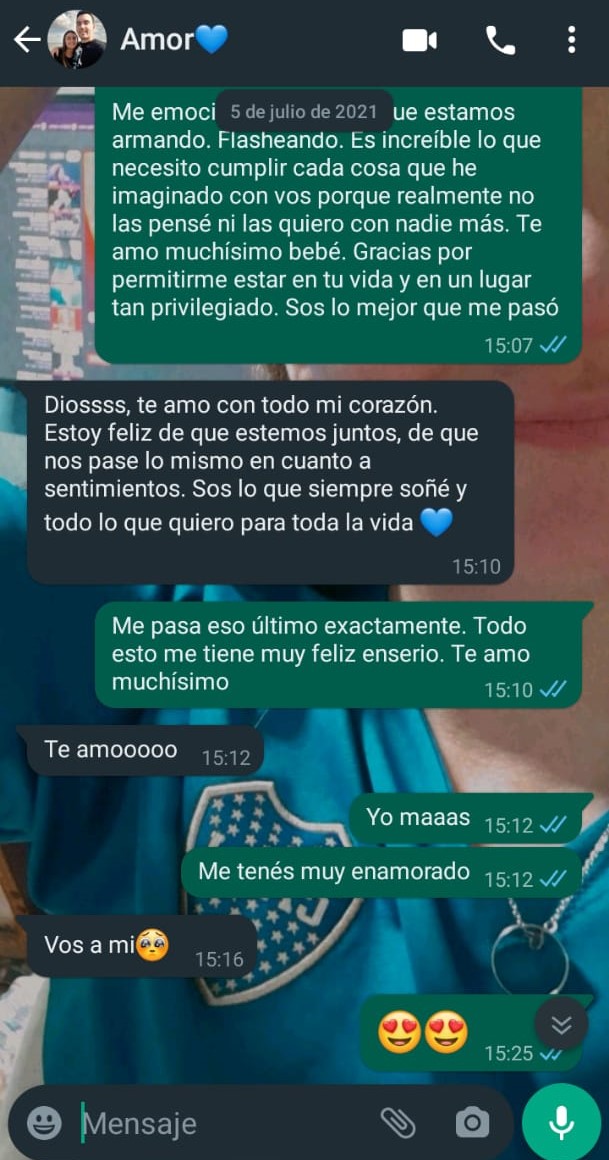 Amor💙
5 de julio de 2021
Me emoci
ue estamos
armando. Flasheando. Es increíble lo que
necesito cumplir cada cosa que he
imaginado con vos porque realmente no
las pensé ni las quiero con nadie más. Te
amo muchísimo bebé. Gracias por
permitirme estar en tu vida y en un lugar
tan privilegiado. Sos lo mejor que me pasó
15:07
Diossss, te amo con todo mi corazón.
Estoy feliz de que estemos juntos, de que
nos pase lo mismo en cuanto a
sentimientos. Sos lo que siempre soñé y
todo lo que quiero para toda la vida 💙
15:10
Me pasa eso último exactamente. Todo
esto me tiene muy feliz enserio. Te amo
muchísimo 15:10
Te amooooo 15:12
Yo maaas 15:12
Me tenés muy enamorado 15:12
Vos a mi🥹 15:16
😍😍 15:25
Mensaje